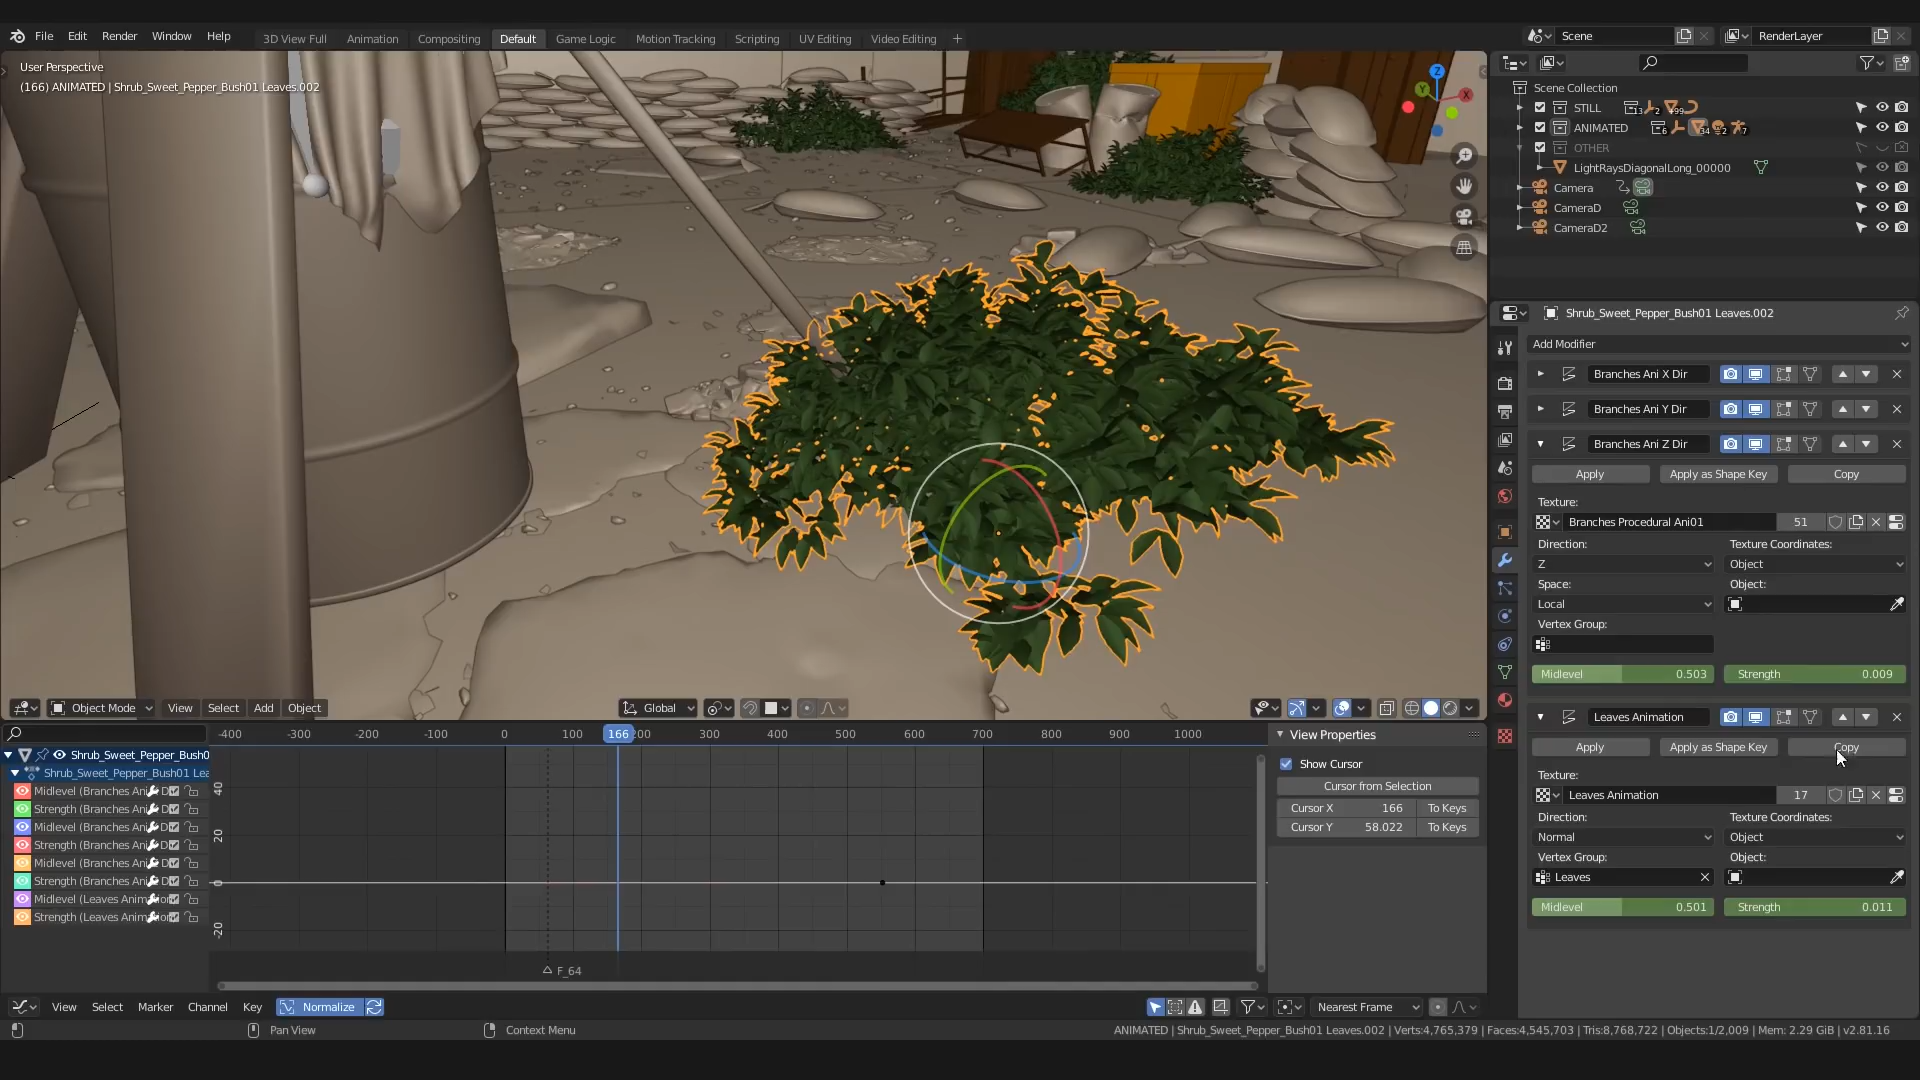 File Edit Render Window Help
3D View Full Animation Compositing Default Game Logic Motion Tracking Scripting UV Editing Video Editing +
Scene
RenderLayer
User Perspective
(166) ANIMATED | Shrub_Sweet_Pepper_Bush01 Leaves.002
Z
Y
X
Scene Collection
STILL 13 2 +99
ANIMATED 6 34 2 7
OTHER
LightRaysDiagonalLong_00000
Camera
CameraD
CameraD2
Shrub_Sweet_Pepper_Bush01 Leaves.002
Add Modifier
Branches Ani X Dir
Branches Ani Y Dir
Branches Ani Z Dir
Apply Apply as Shape Key Copy
Texture:
Branches Procedural Ani01 51
Direction: Texture Coordinates:
Z Object
Space: Object:
Local
Vertex Group:
Midlevel 0.503 Strength 0.009
Leaves Animation
Apply Apply as Shape Key Copy
Texture:
Leaves Animation 17
Direction: Texture Coordinates:
Normal Object
Vertex Group: Object:
Leaves
Midlevel 0.501 Strength 0.011
Object Mode View Select Add Object
Global
-400 -300 -200 -100 0 100 166 200 300 400 500 600 700 800 900 1000
Shrub_Sweet_Pepper_Bush0
Shrub_Sweet_Pepper_Bush01 Lea
Midlevel (Branches Ani D
Strength (Branches Ani D
Midlevel (Branches Ani D
Strength (Branches Ani D
Midlevel (Branches Ani D
Strength (Branches Ani D
Midlevel (Leaves Animation
Strength (Leaves Animation
40
20
0
-20
F_64
View Properties
Show Cursor
Cursor from Selection
Cursor X 166 To Keys
Cursor Y 58.022 To Keys
View Select Marker Channel Key Normalize
Nearest Frame
Pan View
Context Menu
ANIMATED | Shrub_Sweet_Pepper_Bush01 Leaves.002 | Verts:4,765,379 | Faces:4,545,703 | Tris:8,768,722 | Objects:1/2,009 | Mem: 2.29 GiB | v2.81.16